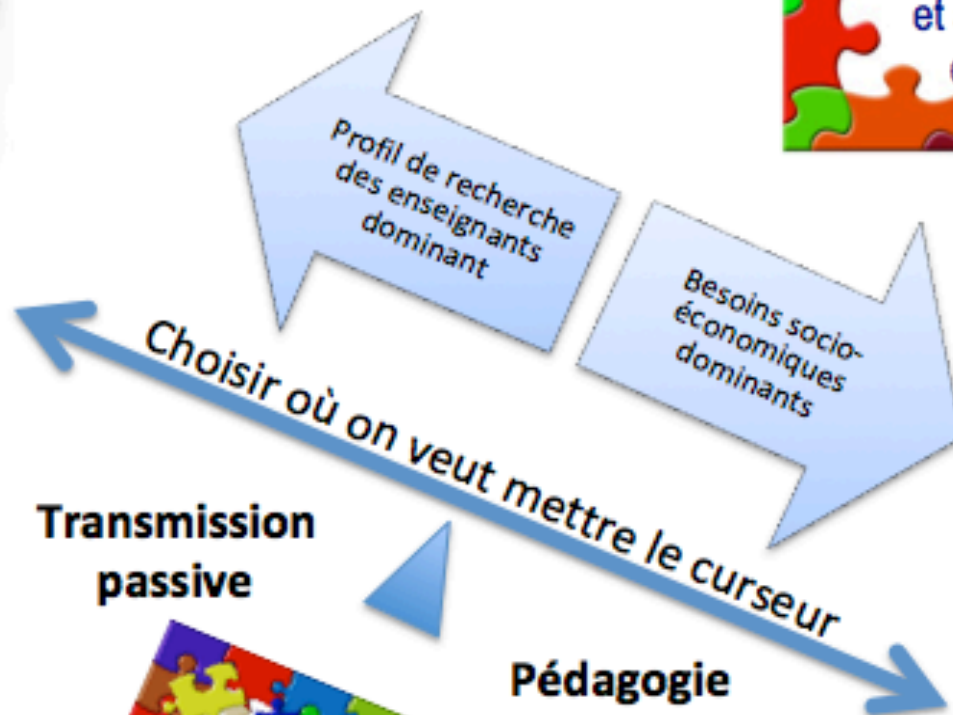 et
Profil de recherche
des enseignants
dominant
Besoins socio-
économiques
dominants
Choisir où on veut mettre le curseur
Transmission
passive
Pédagogie